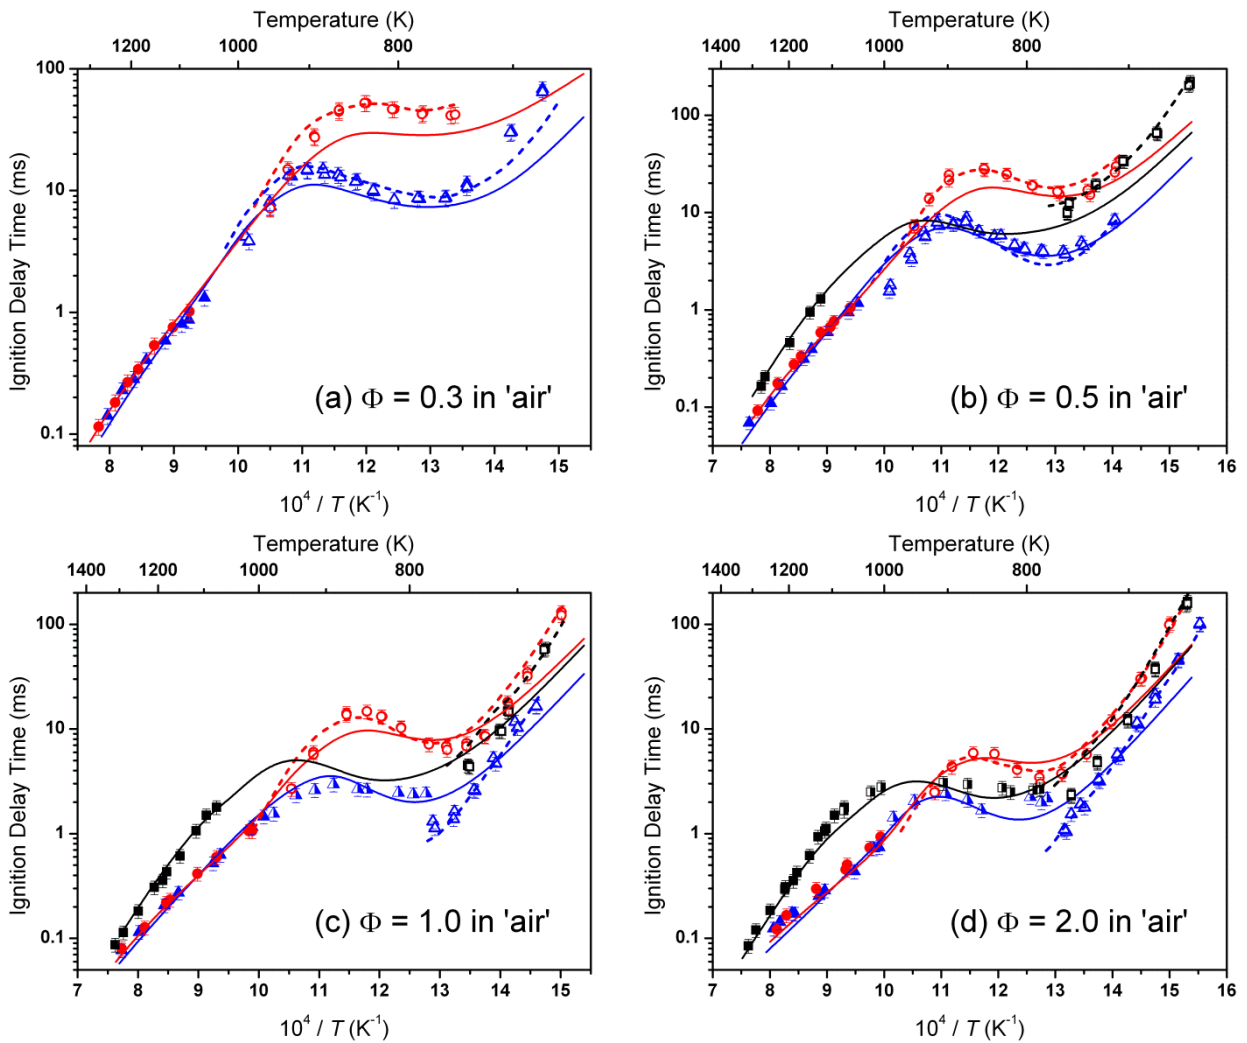 Temperature (K)
1200 1000 800
100
10
1
0.1
Ignition Delay Time (ms)
(a) Φ = 0.3 in 'air'
8 9 10 11 12 13 14 15
10⁴ / T (K⁻¹)
Temperature (K)
1400 1200 1000 800
100
10
1
0.1
Ignition Delay Time (ms)
(b) Φ = 0.5 in 'air'
7 8 9 10 11 12 13 14 15 16
10⁴ / T (K⁻¹)
Temperature (K)
1400 1200 1000 800
100
10
1
0.1
Ignition Delay Time (ms)
(c) Φ = 1.0 in 'air'
7 8 9 10 11 12 13 14 15
10⁴ / T (K⁻¹)
Temperature (K)
1400 1200 1000 800
100
10
1
0.1
Ignition Delay Time (ms)
(d) Φ = 2.0 in 'air'
7 8 9 10 11 12 13 14 15 16
10⁴ / T (K⁻¹)